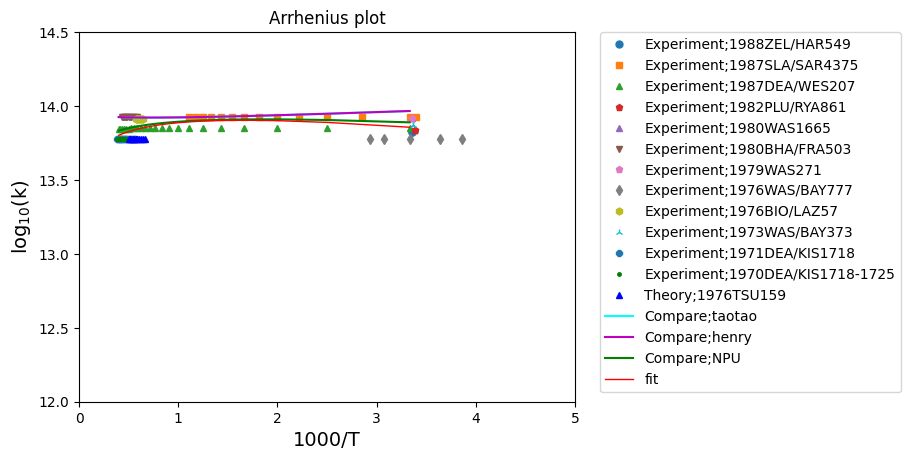 Arrhenius plot
14.5
14.0
13.5
13.0
12.5
12.0
log10(k)
0 1 2 3 4 5
1000/T
Experiment;1988ZEL/HAR549
Experiment;1987SLA/SAR4375
Experiment;1987DEA/WES207
Experiment;1982PLU/RYA861
Experiment;1980WAS1665
Experiment;1980BHA/FRA503
Experiment;1979WAS271
Experiment;1976WAS/BAY777
Experiment;1976BIO/LAZ57
Experiment;1973WAS/BAY373
Experiment;1971DEA/KIS1718
Experiment;1970DEA/KIS1718-1725
Theory;1976TSU159
Compare;taotao
Compare;henry
Compare;NPU
fit